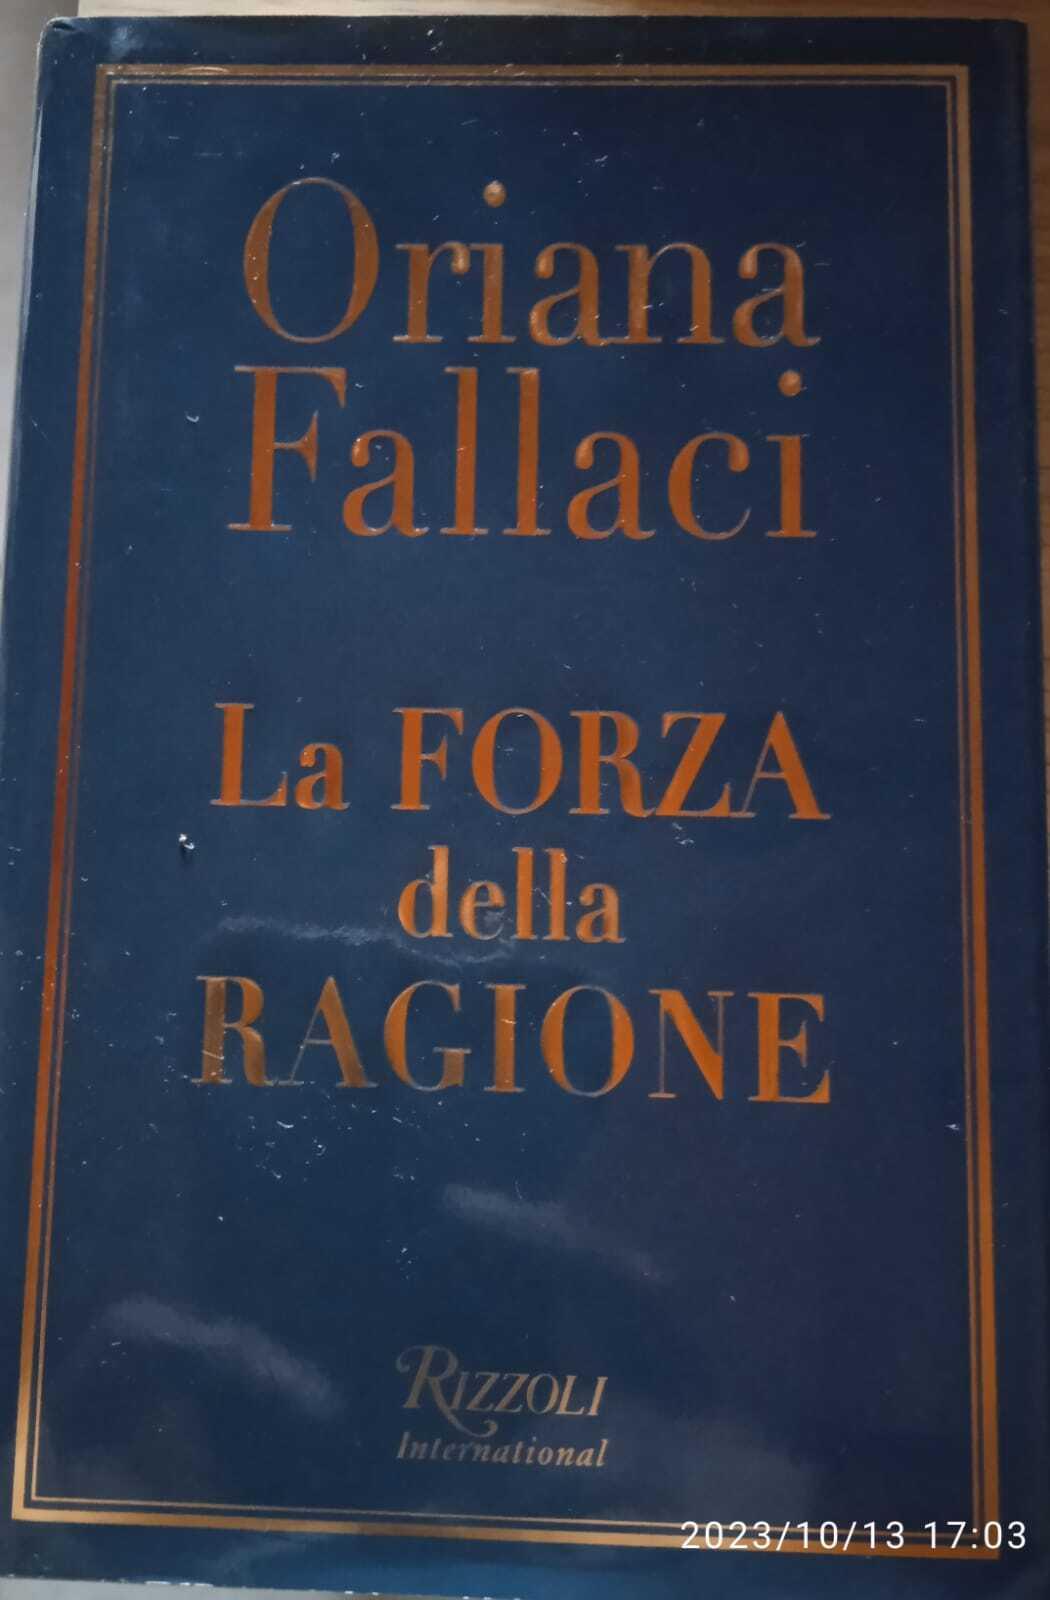 Oriana
Fallaci
La FORZA
della
RAGIONE
RIZZOLI
International
2023/10/13 17:03